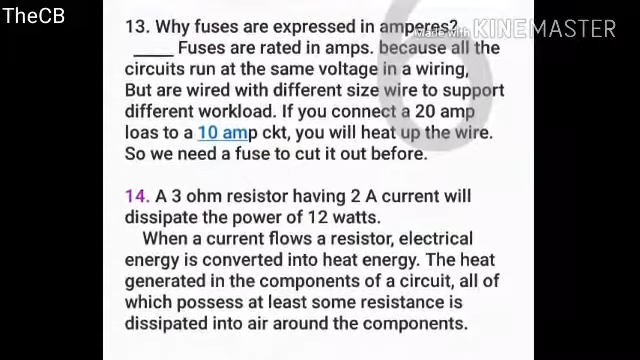 TheCB
Made with KINEMASTER
13. Why fuses are expressed in amperes?
_____ Fuses are rated in amps. because all the
circuits run at the same voltage in a wiring,
But are wired with different size wire to support
different workload. If you connect a 20 amp
loas to a 10 amp ckt, you will heat up the wire.
So we need a fuse to cut it out before.
14. A 3 ohm resistor having 2 A current will
dissipate the power of 12 watts.
When a current flows a resistor, electrical
energy is converted into heat energy. The heat
generated in the components of a circuit, all of
which possess at least some resistance is
dissipated into air around the components.